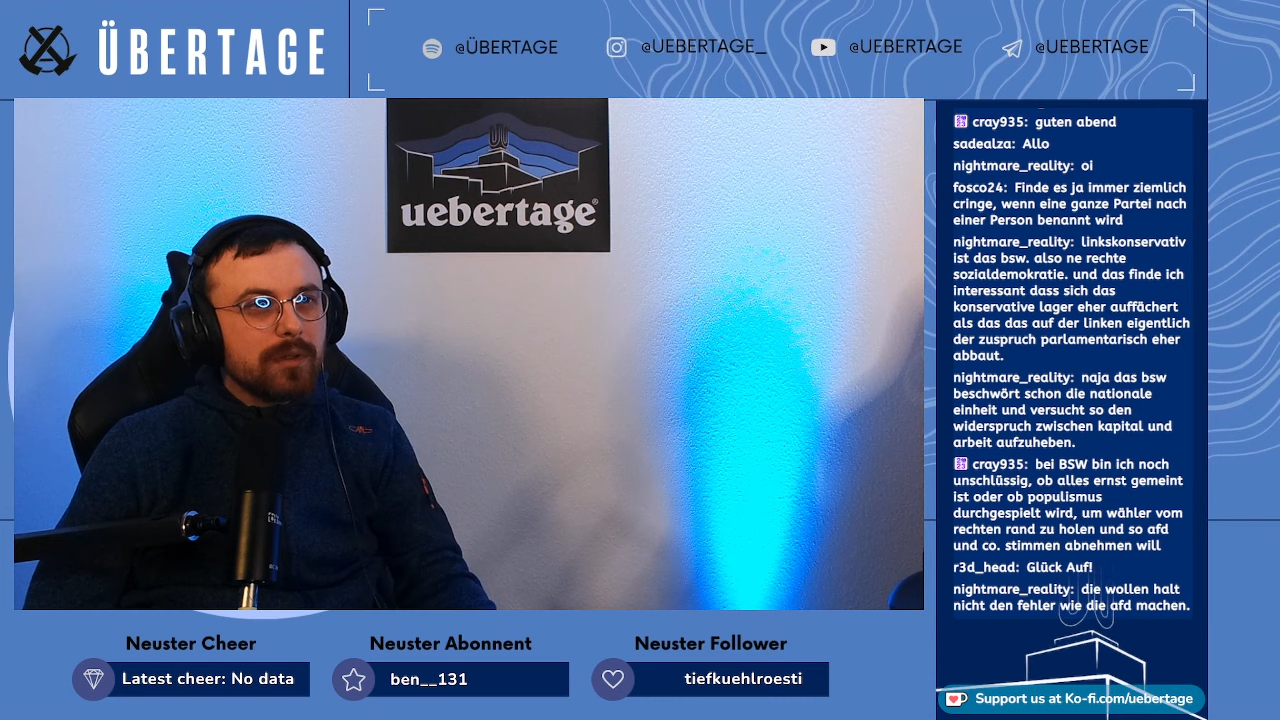 ÜBERTAGE
@ÜBERTAGE
@UEBERTAGE_
@UEBERTAGE
@UEBERTAGE
uebertage®
cray935: guten abend
sadealza: Allo
nightmare_reality: oi
fosco24: Finde es ja immer ziemlich
cringe, wenn eine ganze Partei nach
einer Person benannt wird
nightmare_reality: linkskonservativ
ist das bsw. also ne rechte
sozialdemokratie. und das finde ich
interessant dass sich das
konservative lager eher auffächert
als das das auf der linken eigentlich
der zuspruch parlamentarisch eher
abbaut.
nightmare_reality: naja das bsw
beschwört schon die nationale
einheit und versucht so den
widerspruch zwischen kapital und
arbeit aufzuheben.
cray935: bei BSW bin ich noch
unschlüssig, ob alles ernst gemeint
ist oder ob populismus
durchgespielt wird, um wähler vom
rechten rand zu holen und so afd
und co. stimmen abnehmen will
r3d_head: Glück Auf!
nightmare_reality: die wollen halt
nicht den fehler wie die afd machen.
Neuster Cheer
Latest cheer: No data
Neuster Abonnent
ben__131
Neuster Follower
tiefkuehlroesti
Support us at Ko-fi.com/uebertage